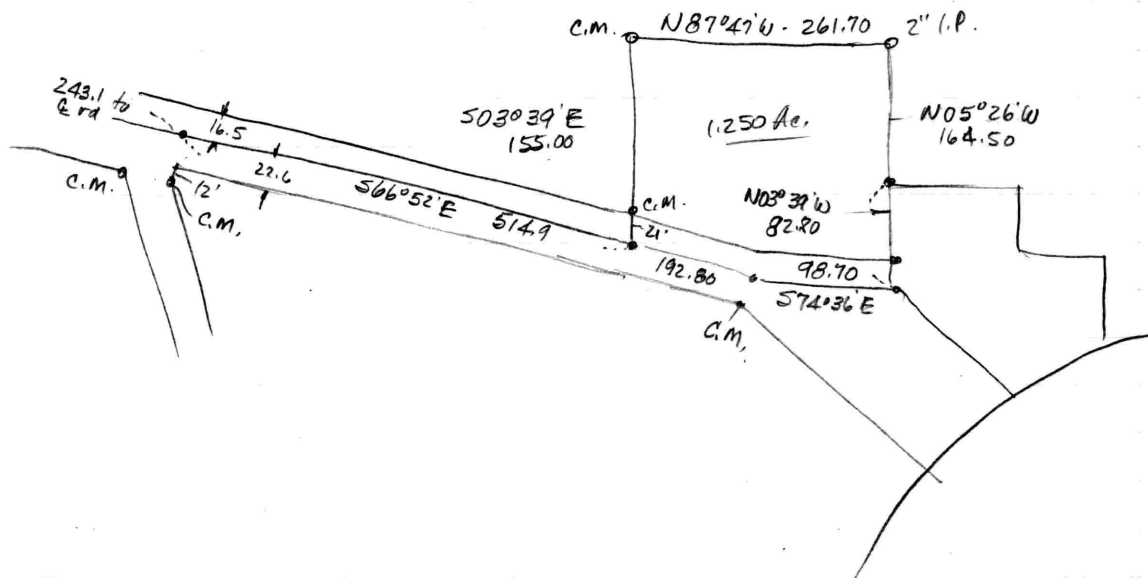 C.M.
N87°47'W - 261.70
2" I.P.
243.1 to
℄ rd
16.5
S03°39'E
155.00
1.250 Ac.
N05°26'W
164.50
C.M.
12'
C.M.
22.6
S66°52'E
514.9
C.M.
21'
N03°39'W
82.80
192.80
98.70
S74°36'E
C.M.